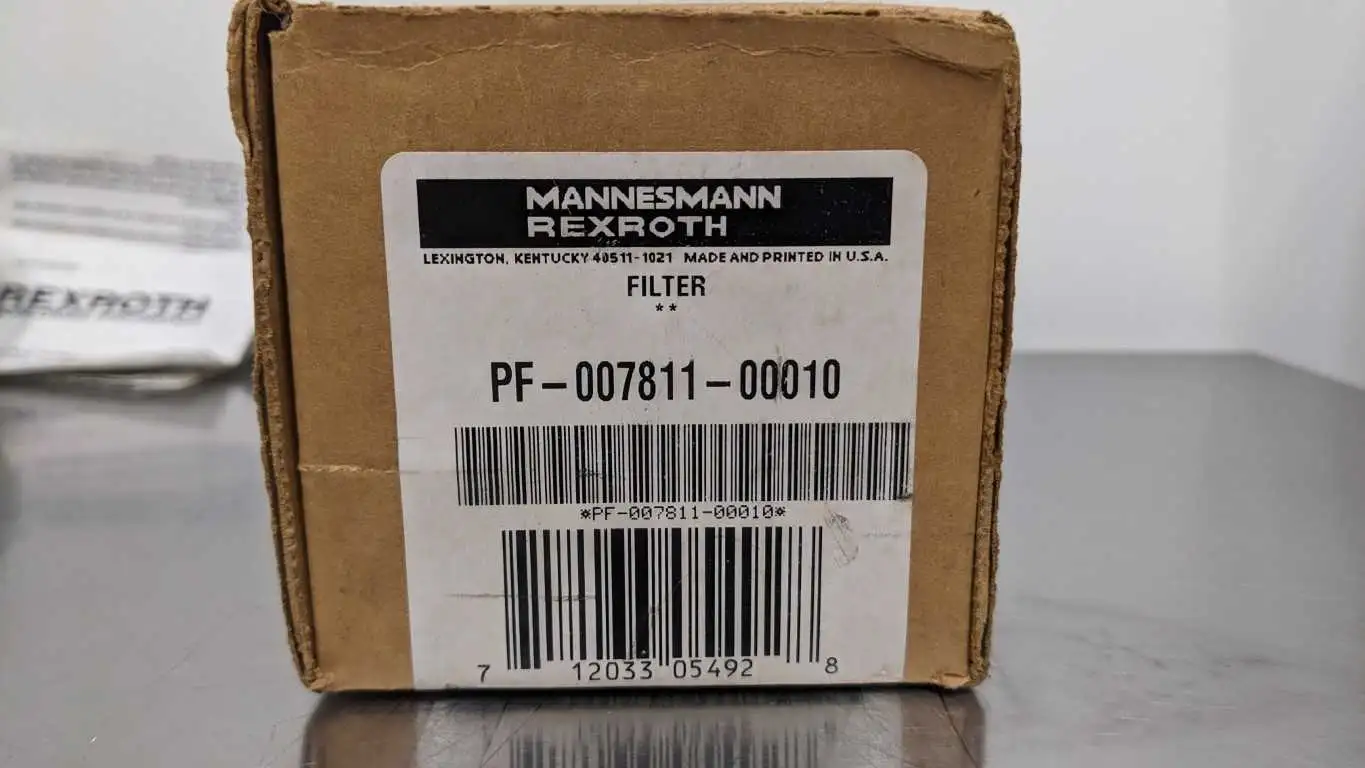 MANNESMANN
REXROTH
LEXINGTON, KENTUCKY 40511-1021 MADE AND PRINTED IN U.S.A.
FILTER
**
PF-007811-00010
*PF-007811-00010*
7 12033 05492 8
REXROTH